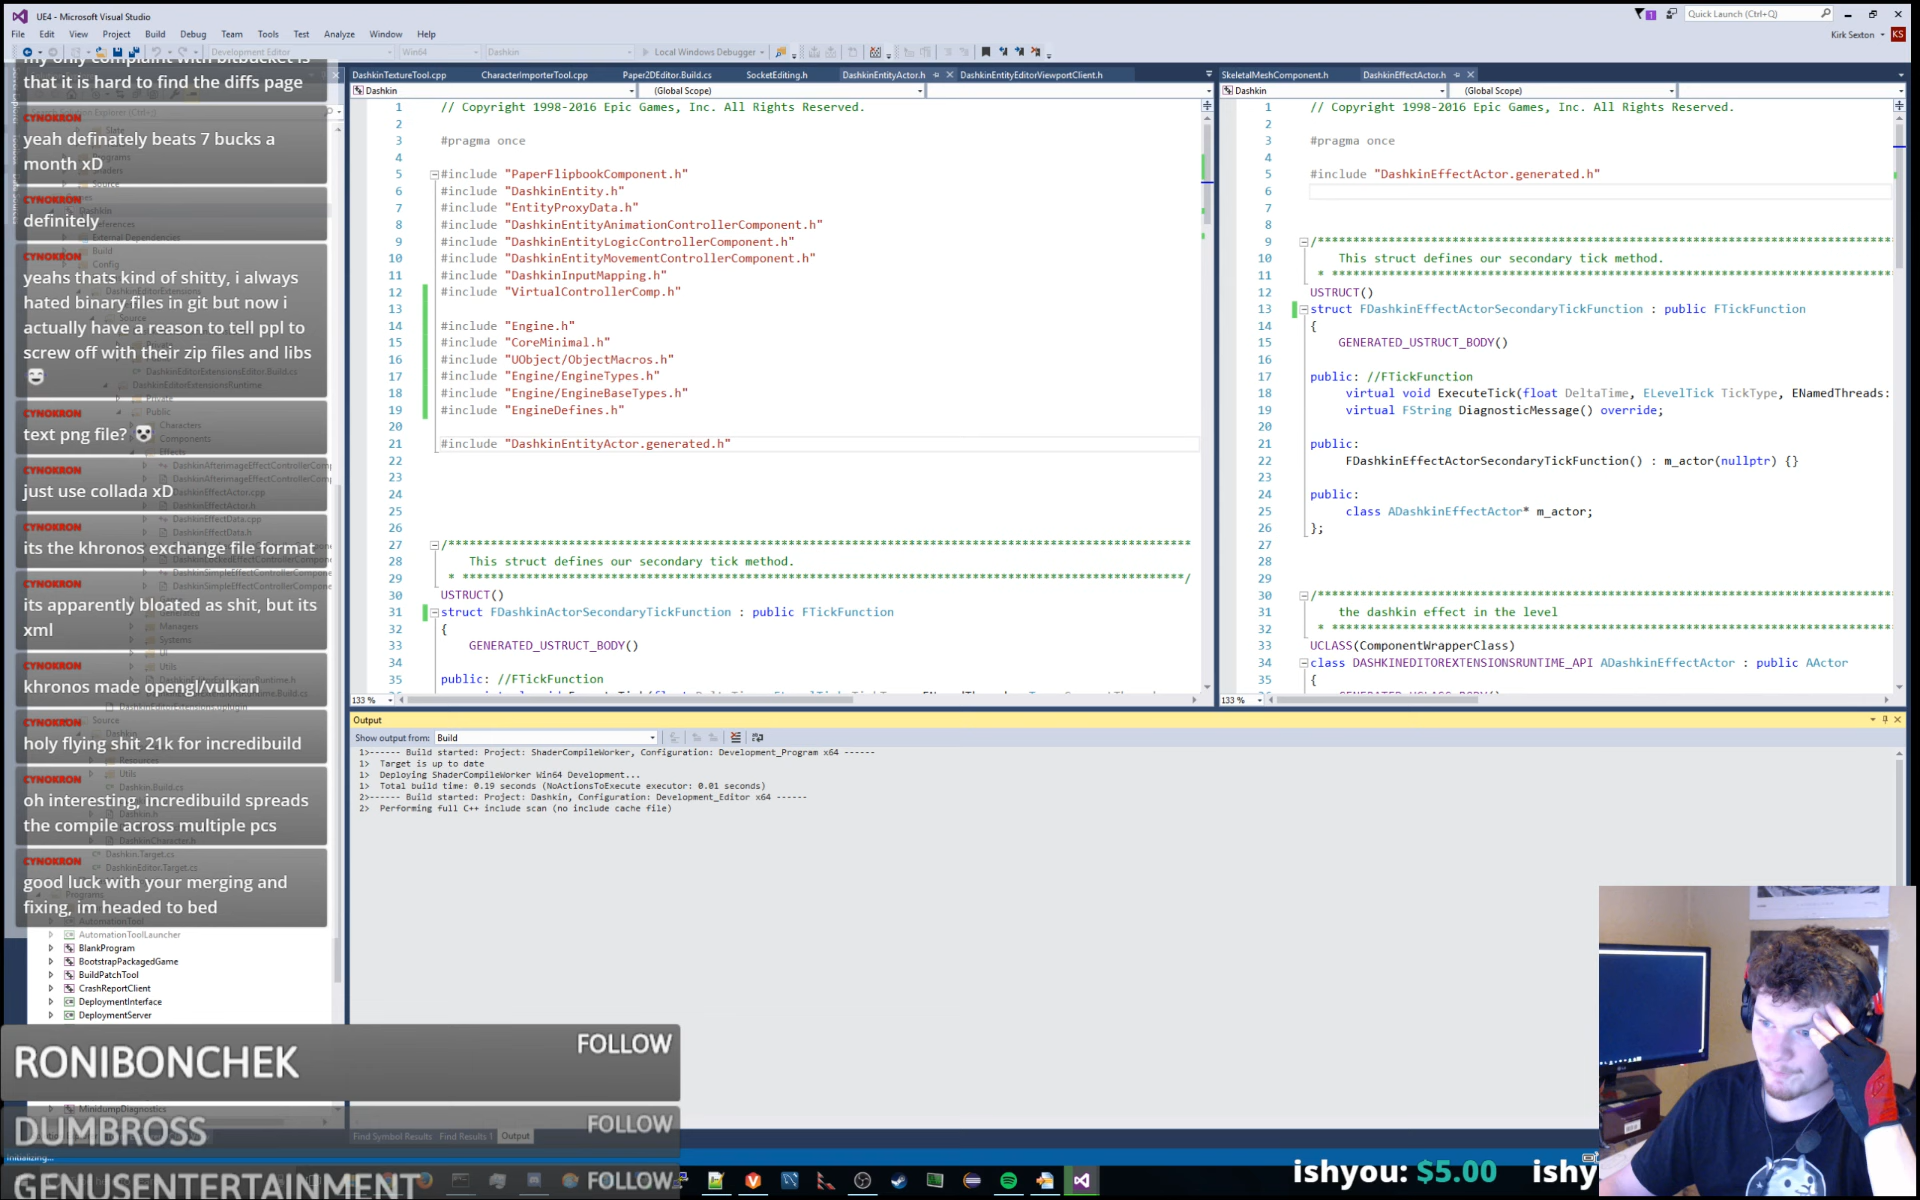 UE4 - Microsoft Visual Studio
Quick Launch (Ctrl+Q)
File Edit View Project Build Debug Team Tools Test Analyze Window Help
Kirk Sexton KS
Development Editor Win64 Dashkin Local Windows Debugger
my only complaint with bitbucket is
that it is hard to find the diffs page
CYNOKRON
yeah definately beats 7 bucks a
month xD
CYNOKRON
definitely
CYNOKRON
yeahs thats kind of shitty, i always
hated binary files in git but now i
actually have a reason to tell ppl to
screw off with their zip files and libs
CYNOKRON
text png file?
CYNOKRON
just use collada xD
CYNOKRON
its the khronos exchange file format
CYNOKRON
its apparently bloated as shit, but its
xml
CYNOKRON
khronos made opengl/vulkan
CYNOKRON
holy flying shit 21k for incredibuild
CYNOKRON
oh interesting, incredibuild spreads
the compile across multiple pcs
CYNOKRON
good luck with your merging and
fixing, im headed to bed
AutomationTool
AutomationToolLauncher
BlankProgram
BootstrapPackagedGame
BuildPatchTool
CrashReportClient
DeploymentInterface
DeploymentServer
MinidumpDiagnostics
DashkinTextureTool.cpp CharacterImporterTool.cpp Paper2DEditor.Build.cs SocketEditing.h DashkinEntityActor.h DashkinEntityEditorViewportClient.h
Dashkin (Global Scope)
1 // Copyright 1998-2016 Epic Games, Inc. All Rights Reserved.
2
3 #pragma once
4
5 #include "PaperFlipbookComponent.h"
6 #include "DashkinEntity.h"
7 #include "EntityProxyData.h"
8 #include "DashkinEntityAnimationControllerComponent.h"
9 #include "DashkinEntityLogicControllerComponent.h"
10 #include "DashkinEntityMovementControllerComponent.h"
11 #include "DashkinInputMapping.h"
12 #include "VirtualControllerComp.h"
13
14 #include "Engine.h"
15 #include "CoreMinimal.h"
16 #include "UObject/ObjectMacros.h"
17 #include "Engine/EngineTypes.h"
18 #include "Engine/EngineBaseTypes.h"
19 #include "EngineDefines.h"
20
21 #include "DashkinEntityActor.generated.h"
22
23
24
25
26
27 /*********************************************************************************************************
28 This struct defines our secondary tick method.
29 * ******************************************************************************************************/
30 USTRUCT()
31 struct FDashkinActorSecondaryTickFunction : public FTickFunction
32 {
33 GENERATED_USTRUCT_BODY()
34
35 public: //FTickFunction
133 %
SkeletalMeshComponent.h DashkinEffectActor.h
Dashkin (Global Scope)
1 // Copyright 1998-2016 Epic Games, Inc. All Rights Reserved.
2
3 #pragma once
4
5 #include "DashkinEffectActor.generated.h"
6
7
8
9 /**********************************************************************************
10 This struct defines our secondary tick method.
11 * ********************************************************************************
12 USTRUCT()
13 struct FDashkinEffectActorSecondaryTickFunction : public FTickFunction
14 {
15 GENERATED_USTRUCT_BODY()
16
17 public: //FTickFunction
18 virtual void ExecuteTick(float DeltaTime, ELevelTick TickType, ENamedThreads:
19 virtual FString DiagnosticMessage() override;
20
21 public:
22 FDashkinEffectActorSecondaryTickFunction() : m_actor(nullptr) {}
23
24 public:
25 class ADashkinEffectActor* m_actor;
26 };
27
28
29
30 /**********************************************************************************
31 the dashkin effect in the level
32 * ********************************************************************************
33 UCLASS(ComponentWrapperClass)
34 class DASHKINEDITOREXTENSIONSRUNTIME_API ADashkinEffectActor : public AActor
35 {
133 %
Output
Show output from: Build
1>------ Build started: Project: ShaderCompileWorker, Configuration: Development_Program x64 ------
1> Target is up to date
1> Deploying ShaderCompileWorker Win64 Development...
1> Total build time: 0.19 seconds (NoActionsToExecute executor: 0.01 seconds)
2>------ Build started: Project: Dashkin, Configuration: Development_Editor x64 ------
2> Performing full C++ include scan (no include cache file)
Find Symbol Results Find Results 1 Output
RONIBONCHEK FOLLOW
DUMBROSS FOLLOW
GENUSENTERTAINMENT FOLLOW
ishyou: $5.00 ishy